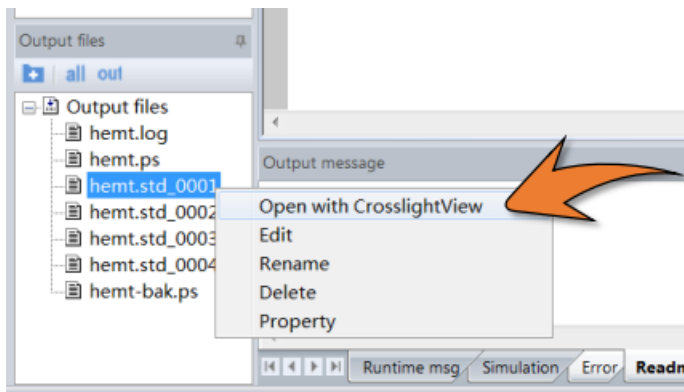 Output files
all out
Output files
hemt.log
hemt.ps
hemt.std_0001
hemt.std_0002
hemt.std_0003
hemt.std_0004
hemt-bak.ps
Output message
Open with CrosslightView
Edit
Rename
Delete
Property
Runtime msg Simulation Error Readm